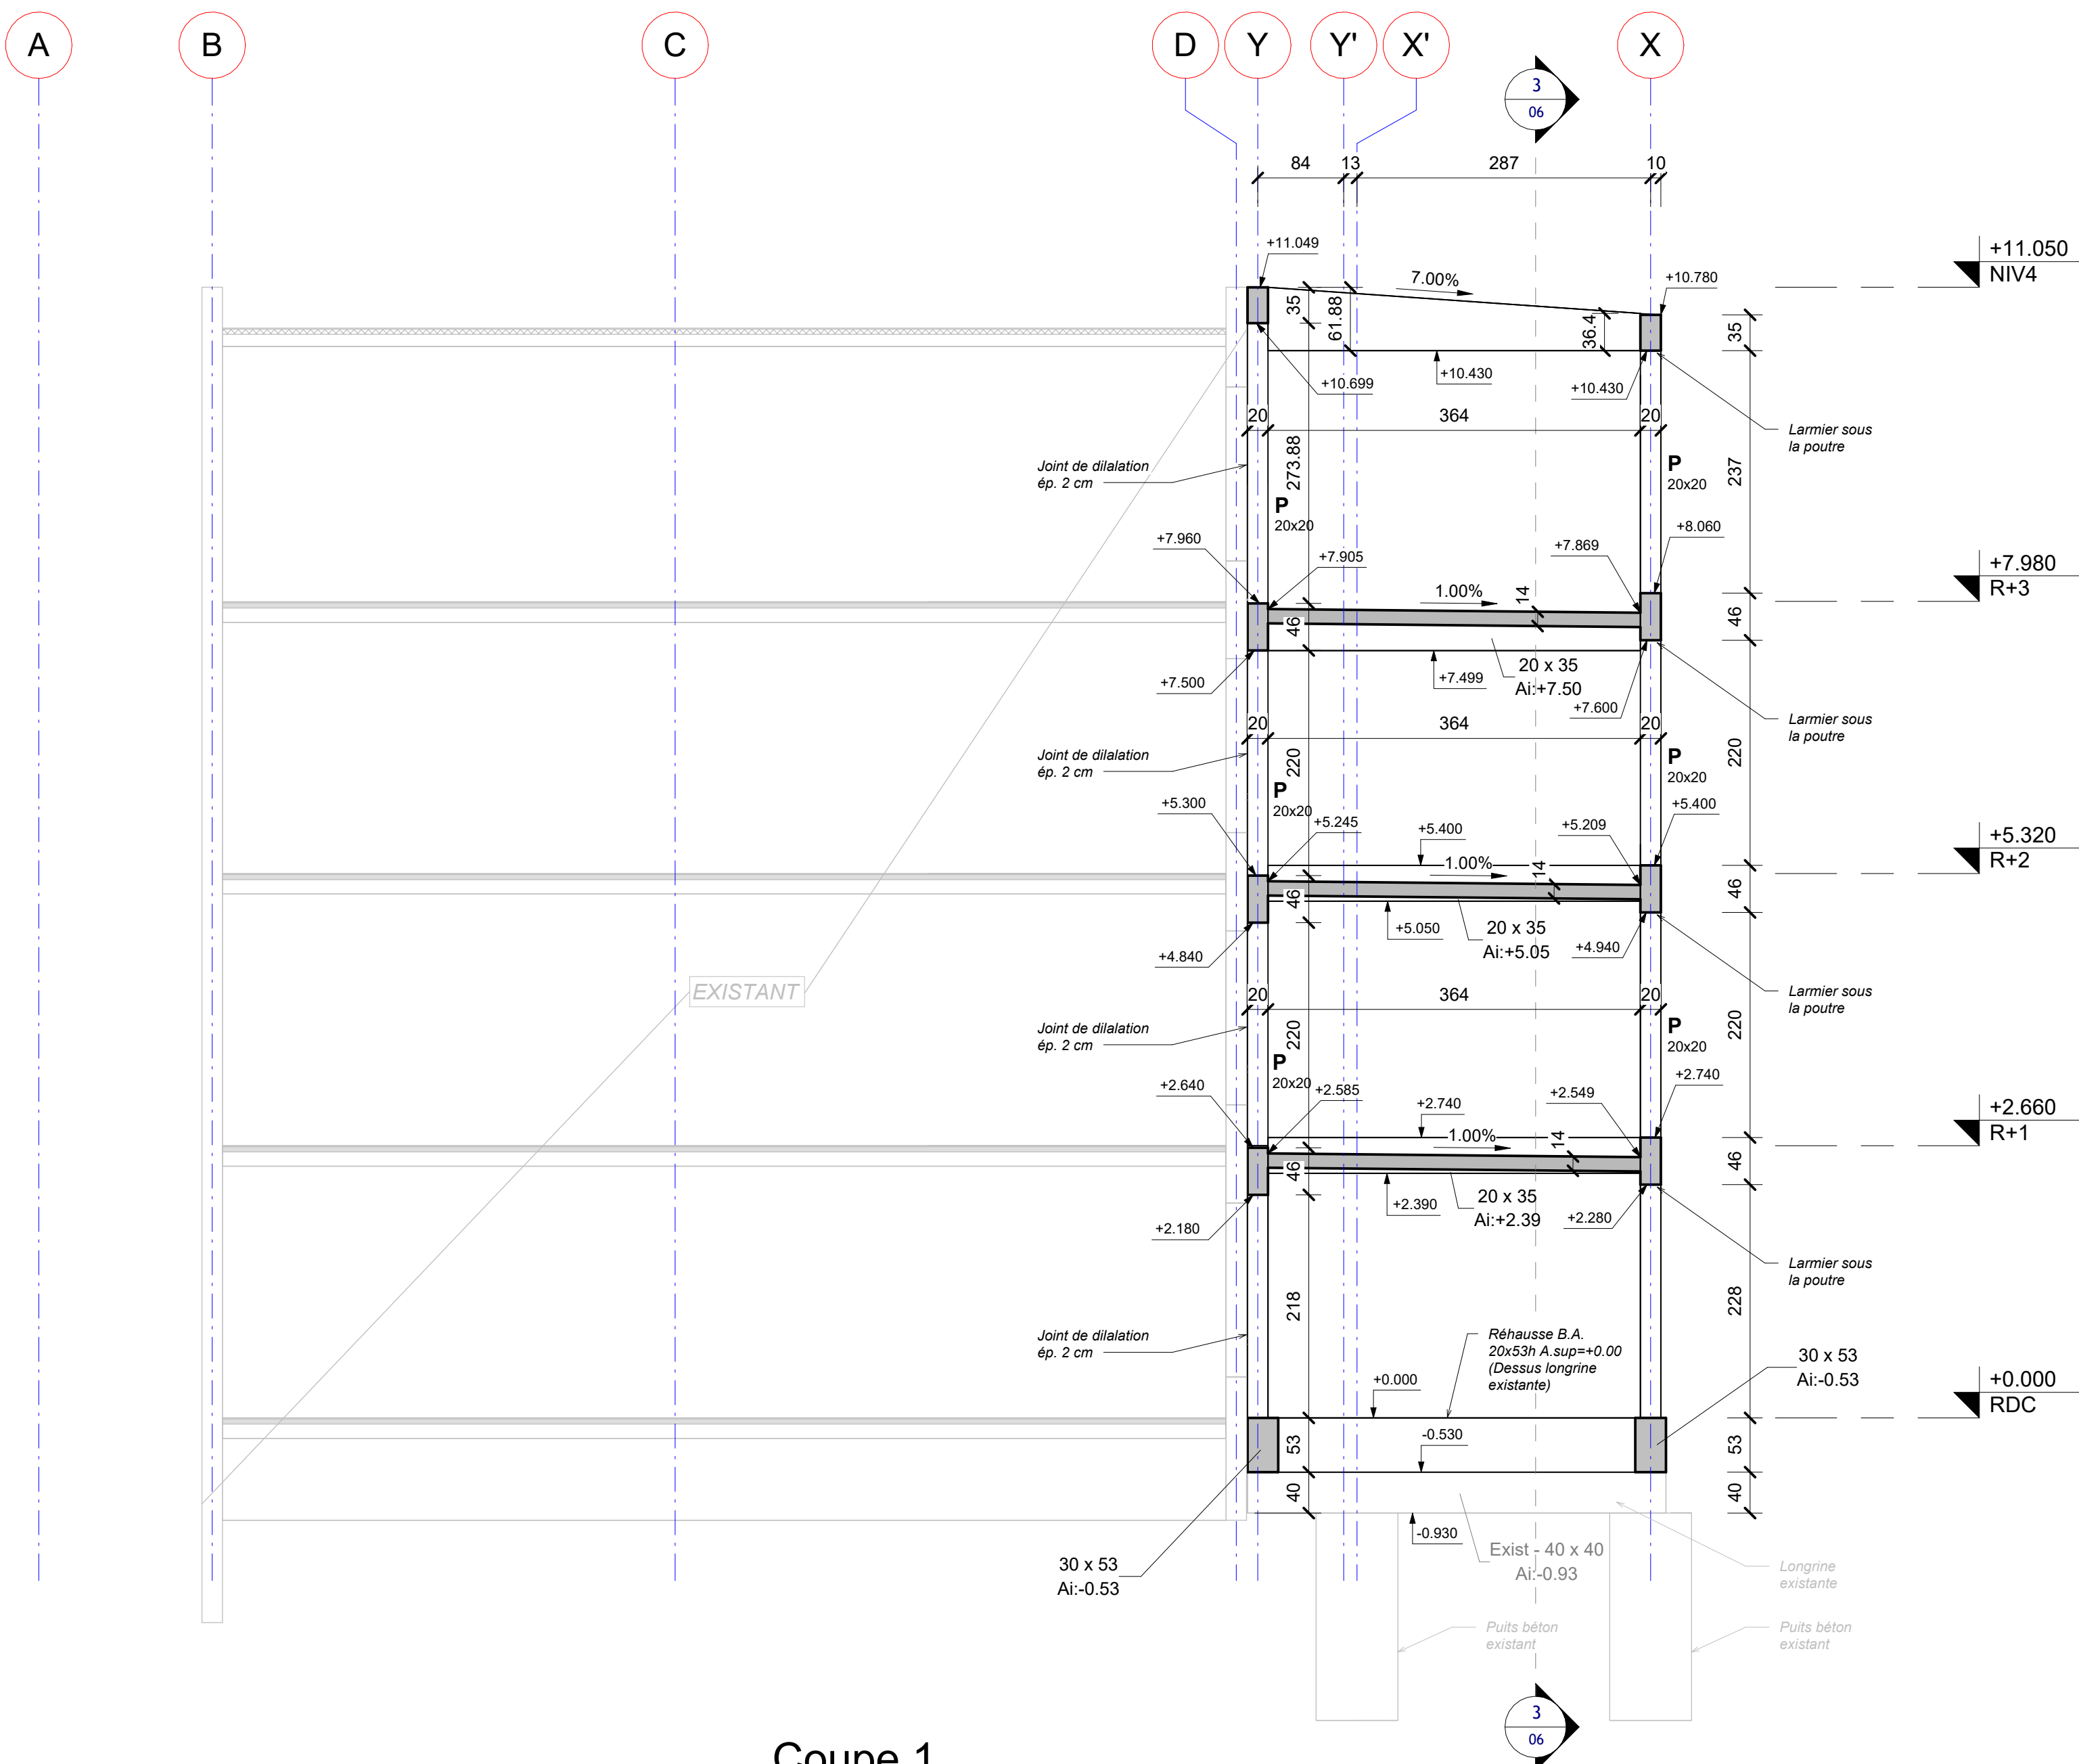 A
B
C
D
Y
Y'
X'
X
3
06
84
13
287
10
+11.049
7.00%
+10.780
+11.050
NIV4
35
61.88
36.4
35
+10.699
+10.430
+10.430
20
364
20
Larmier sous
la poutre
Joint de dilalation
ép. 2 cm
273.88
P
20x20
P
20x20
237
+7.960
+7.905
+7.869
+8.060
+7.980
R+3
1.00%
14
46
46
+7.500
+7.499
20 x 35
Ai:+7.50
+7.600
20
364
20
Larmier sous
la poutre
Joint de dilalation
ép. 2 cm
220
P
20x20
P
20x20
220
+5.300
+5.245
+5.400
+5.209
+5.400
+5.320
R+2
1.00%
14
46
46
+4.840
+5.050
20 x 35
Ai:+5.05
+4.940
EXISTANT
20
364
20
Larmier sous
la poutre
Joint de dilalation
ép. 2 cm
220
P
20x20
P
20x20
220
+2.640
+2.585
+2.740
+2.549
+2.740
+2.660
R+1
1.00%
14
46
46
+2.180
+2.390
20 x 35
Ai:+2.39
+2.280
Larmier sous
la poutre
218
228
Joint de dilalation
ép. 2 cm
Réhausse B.A.
20x53h A.sup=+0.00
(Dessus longrine
existante)
30 x 53
Ai:-0.53
+0.000
+0.000
RDC
53
-0.530
53
40
40
-0.930
Exist - 40 x 40
Ai:-0.93
30 x 53
Ai:-0.53
Longrine
existante
Puits béton
existant
Puits béton
existant
3
06
Coupe 1